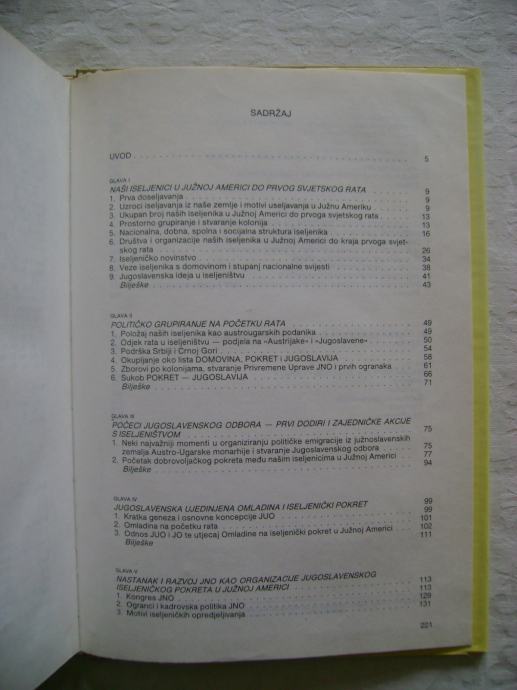 SADRŽAJ
UVOD 5
GLAVA I
NAŠI ISELJENICI U JUŽNOJ AMERICI DO PRVOG SVJETSKOG RATA 9
1. Prva doseljavanja 9
2. Uzroci iseljavanja iz naše zemlje i motivi useljavanja u Južnu Ameriku 9
3. Ukupan broj naših iseljenika u Južnoj Americi do prvoga svjetskog rata 13
4. Prostorno grupiranje i stvaranje kolonija 13
5. Nacionalna, dobna, spolna i socijalna struktura iseljenika 16
6. Društva i organizacije naših iseljenika u Južnoj Americi do kraja prvoga svjet-
skog rata 26
7. Iseljeničko novinstvo 34
8. Veze iseljenika s domovinom i stupanj nacionalne svijesti 38
9. Jugoslavenska ideja u iseljeništvu 41
Bilješke 43
GLAVA II
POLITIČKO GRUPIRANJE NA POČETKU RATA 49
1. Položaj naših iseljenika kao austrougarskih podanika 49
2. Odjek rata u iseljeništvu — podjela na »Austrijake« i »Jugoslavene« 50
3. Podrška Srbiji i Crnoj Gori 54
4. Okupljanje oko lista DOMOVINA, POKRET i JUGOSLAVIJA 58
5. Zborovi po kolonijama, stvaranje Privremene Uprave JNO i prvih ogranaka 61
6. Sukob POKRET — JUGOSLAVIJA 66
Bilješke 71
GLAVA III
POČECI JUGOSLAVENSKOG ODBORA — PRVI DODIRI I ZAJEDNIČKE AKCIJE
S ISELJENIŠTVOM 75
1. Neki najvažniji momenti u organiziranju političke emigracije iz južnoslavenskih
zemalja Austro-Ugarske monarhije i stvaranje Jugoslavenskog odbora 75
2. Početak dobrovoljačkog pokreta među našim iseljenicima u Južnoj Americi 77
Bilješke 94
GLAVA IV
JUGOSLAVENSKA UJEDINJENA OMLADINA I ISELJENIČKI POKRET 99
1. Kratka geneza i osnovne koncepcije JUO 99
2. Omladina na početku rata 101
3. Odnos JUO i JO te utjecaj Omladine na iseljenički pokret u Južnoj Americi 102
Bilješke 111
GLAVA V
NASTANAK I RAZVOJ JNO KAO ORGANIZACIJE JUGOSLAVENSKOG
ISELJENIČKOG POKRETA U JUŽNOJ AMERICI 113
1. Kongres JNO 113
2. Ogranci i kadrovska politika JNO 129
3. Motivi iseljeničkih opredjeljivanja 131
221